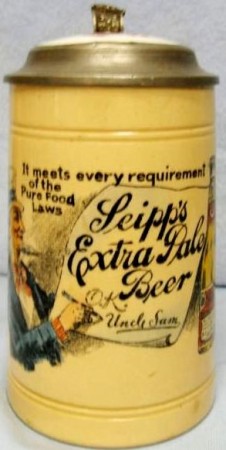 It meets every requirement
of the
Pure Food
Laws
Seipp's
Extra Pale
Beer
O.K.
Uncle Sam.